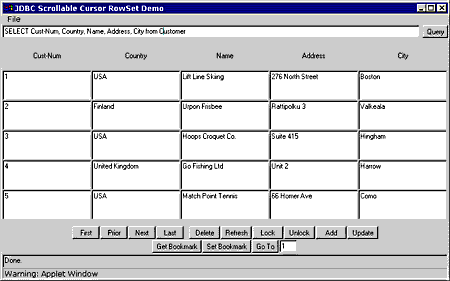 JDBC Scrollable Cursor RowSet Demo
File
SELECT Cust-Num, Country, Name, Address, City from Customer Query
Cust-Num Country Name Address City
1 USA Lift Line Skiing 276 North Street Boston
2 Finland Urpon Frisbee Rattipolku 3 Valkeala
3 USA Hoops Croquet Co. Suite 415 Hingham
4 United Kingdom Go Fishing Ltd Unit 2 Harrow
5 USA Match Point Tennis 66 Homer Ave Como
First Prior Next Last Delete Refresh Lock Unlock Add Update
Get Bookmark Set Bookmark Go To 1
Done.
Warning: Applet Window